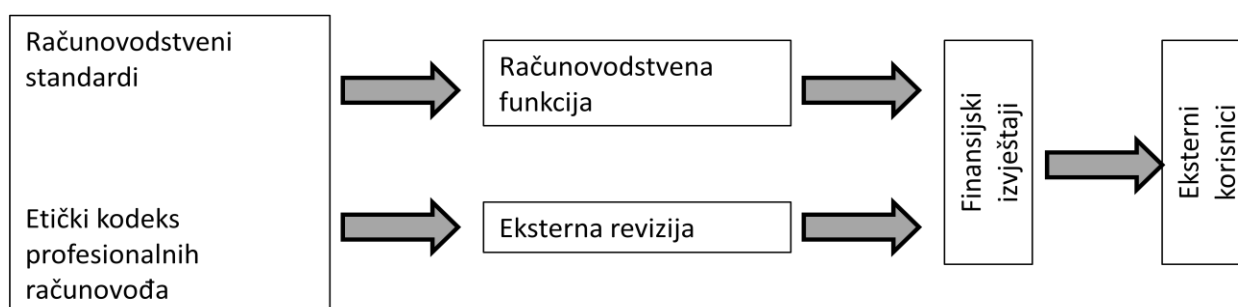 Računovodstveni
standardi
Etički kodeks
profesionalnih
računovođa
Računovodstvena
funkcija
Eksterna revizija
Finansijski
izvještaji
Eksterni
korisnici